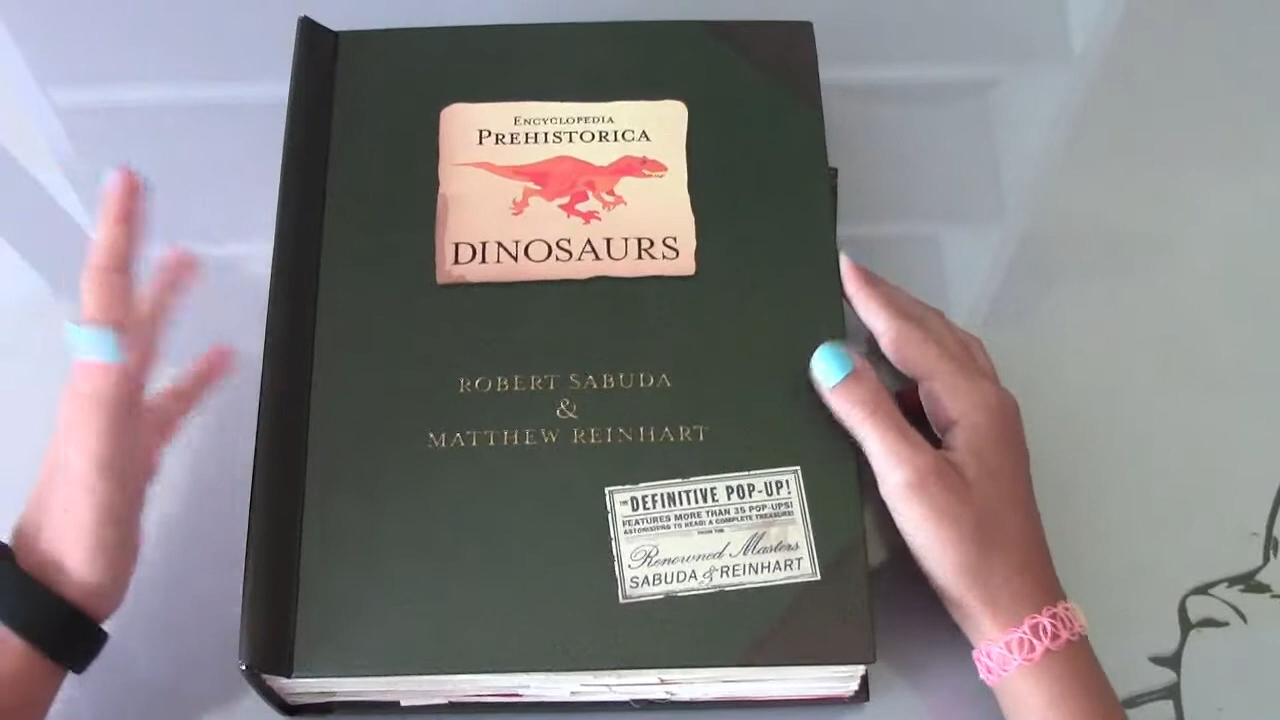 ENCYCLOPEDIA
PREHISTORICA
DINOSAURS
ROBERT SABUDA
&
MATTHEW REINHART
THE DEFINITIVE POP-UP!
FEATURES MORE THAN 35 POP-UPS!
ASTONISHING TO READ! A COMPLETE TREASURE!
FROM THE
Renowned Masters
SABUDA & REINHART